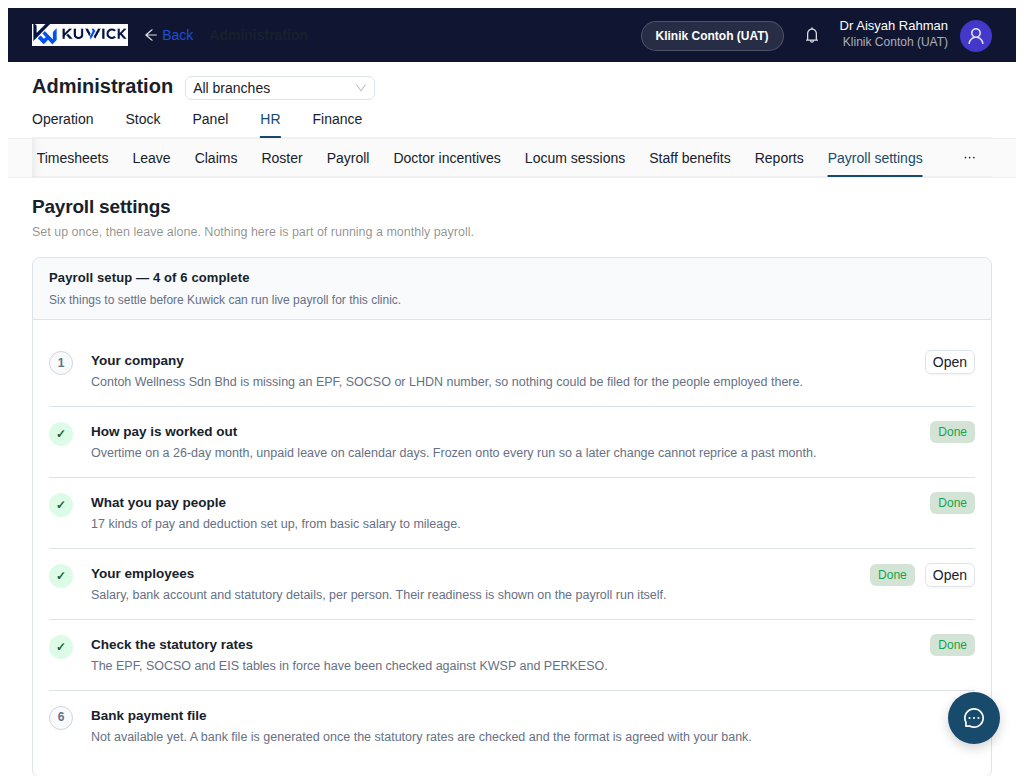 KUWICK
Back Administration
Klinik Contoh (UAT)
Dr Aisyah Rahman
Klinik Contoh (UAT)
Administration
All branches
Operation Stock Panel HR Finance
Timesheets Leave Claims Roster Payroll Doctor incentives Locum sessions Staff benefits Reports Payroll settings ···
Payroll settings
Set up once, then leave alone. Nothing here is part of running a monthly payroll.
Payroll setup — 4 of 6 complete
Six things to settle before Kuwick can run live payroll for this clinic.
1 Your company Open
Contoh Wellness Sdn Bhd is missing an EPF, SOCSO or LHDN number, so nothing could be filed for the people employed there.
✓ How pay is worked out Done
Overtime on a 26-day month, unpaid leave on calendar days. Frozen onto every run so a later change cannot reprice a past month.
✓ What you pay people Done
17 kinds of pay and deduction set up, from basic salary to mileage.
✓ Your employees Done Open
Salary, bank account and statutory details, per person. Their readiness is shown on the payroll run itself.
✓ Check the statutory rates Done
The EPF, SOCSO and EIS tables in force have been checked against KWSP and PERKESO.
6 Bank payment file
Not available yet. A bank file is generated once the statutory rates are checked and the format is agreed with your bank.